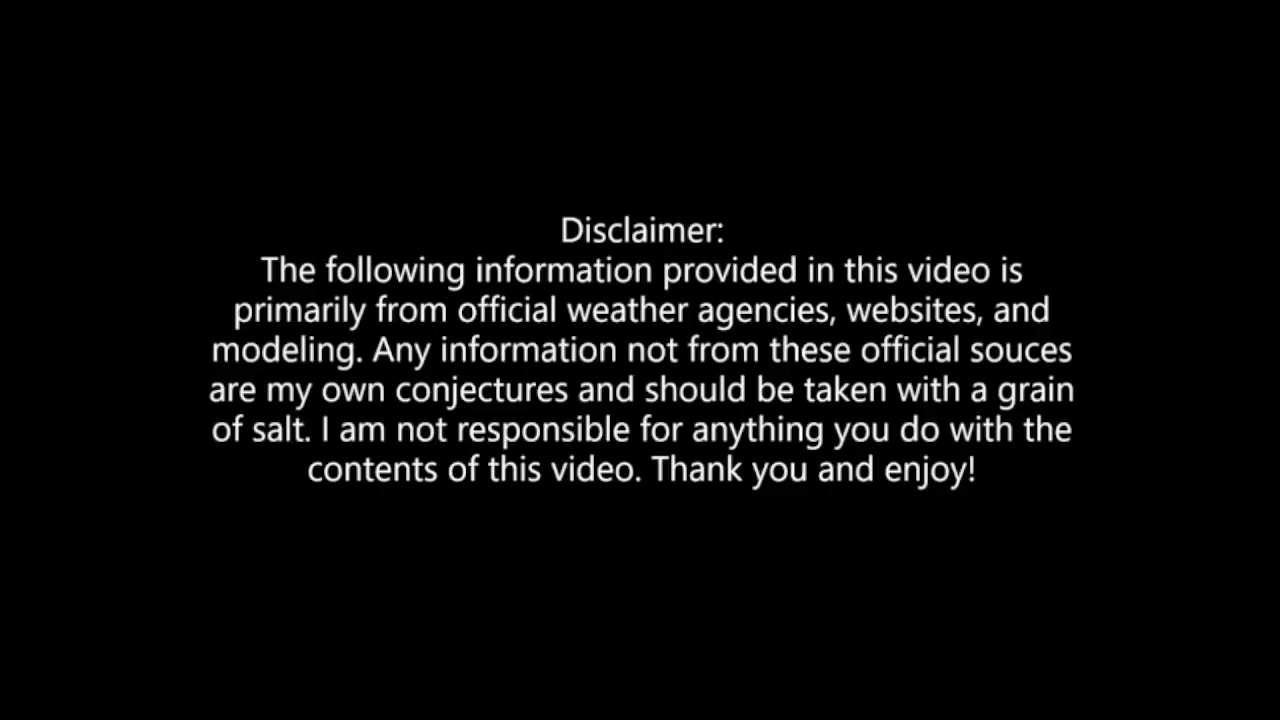 Disclaimer:
The following information provided in this video is
primarily from official weather agencies, websites, and
modeling. Any information not from these official souces
are my own conjectures and should be taken with a grain
of salt. I am not responsible for anything you do with the
contents of this video. Thank you and enjoy!